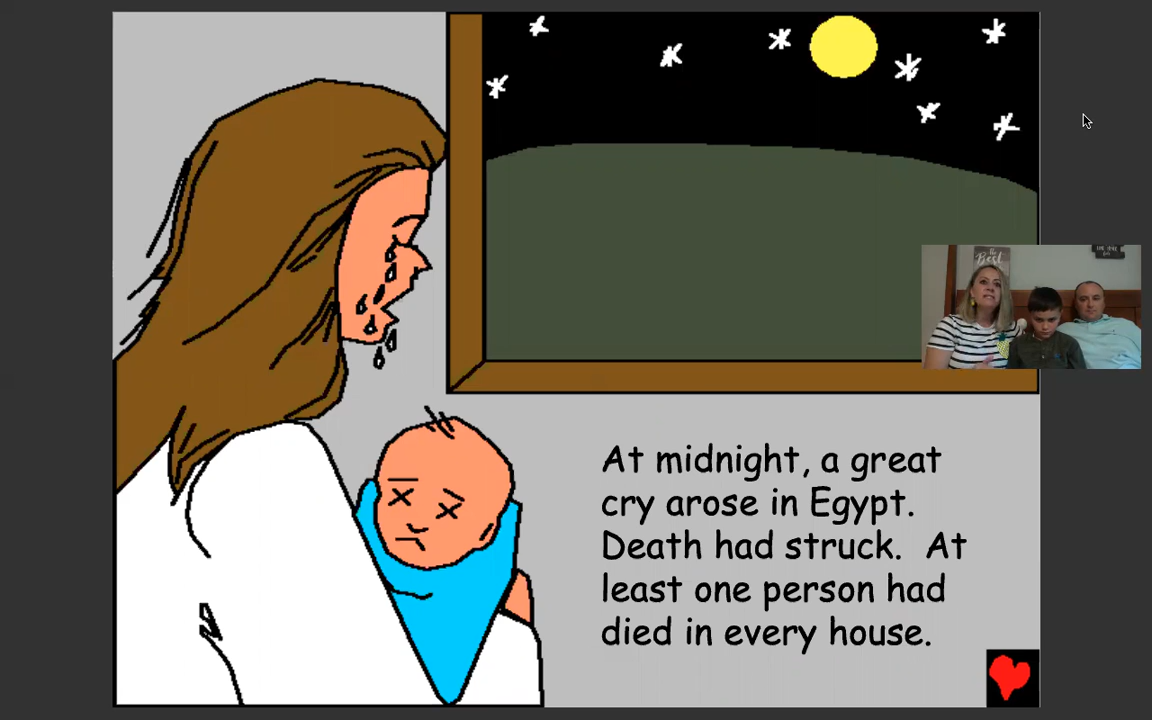 Best
At midnight, a great
cry arose in Egypt.
Death had struck.  At
least one person had
died in every house.